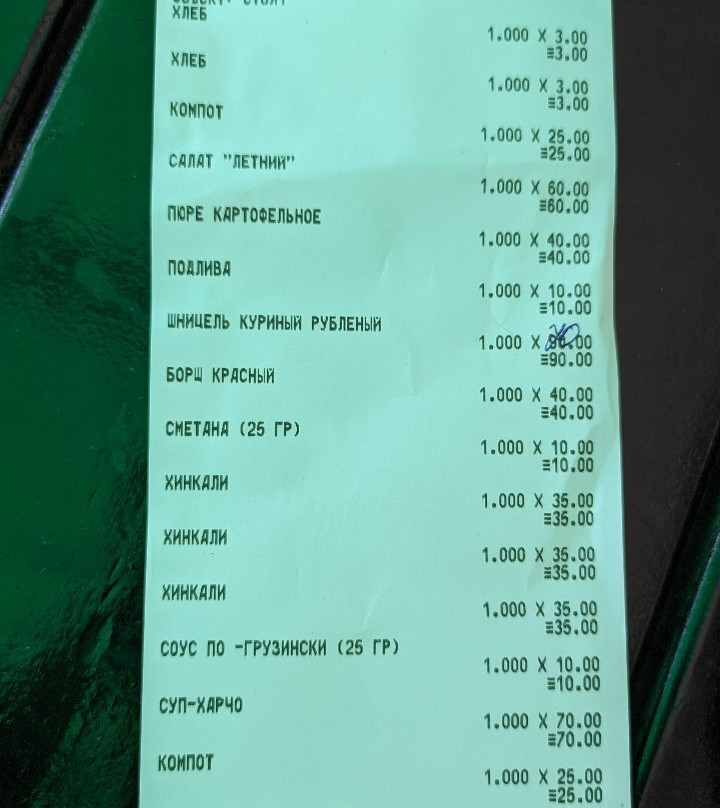 ХЛЕБ
1.000 X 3.00
≡3.00
ХЛЕБ
1.000 X 3.00
≡3.00
КОМПОТ
1.000 X 25.00
≡25.00
САЛАТ "ЛЕТНИЙ"
1.000 X 60.00
≡60.00
ПЮРЕ КАРТОФЕЛЬНОЕ
1.000 X 40.00
≡40.00
ПОДЛИВА
1.000 X 10.00
≡10.00
ШНИЦЕЛЬ КУРИНЫЙ РУБЛЕНЫЙ
1.000 X 90.00
≡90.00
БОРЩ КРАСНЫЙ
1.000 X 40.00
≡40.00
СМЕТАНА (25 ГР)
1.000 X 10.00
≡10.00
ХИНКАЛИ
1.000 X 35.00
≡35.00
ХИНКАЛИ
1.000 X 35.00
≡35.00
ХИНКАЛИ
1.000 X 35.00
≡35.00
СОУС ПО -ГРУЗИНСКИ (25 ГР)
1.000 X 10.00
≡10.00
СУП-ХАРЧО
1.000 X 70.00
≡70.00
КОМПОТ
1.000 X 25.00
≡25.00